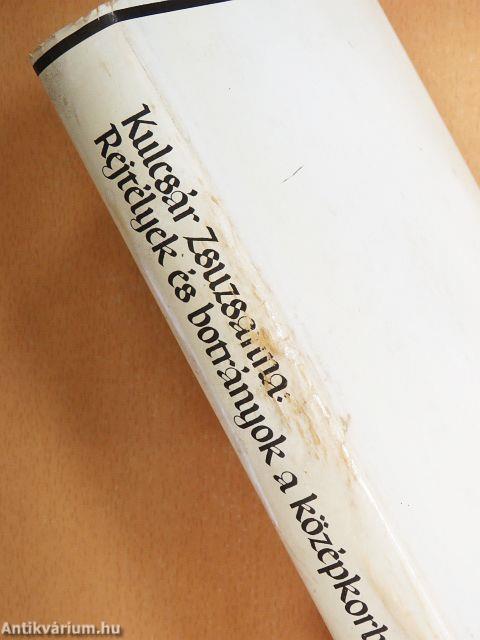 Kulcsár Zsuzsanna:
Rejtélyek és botrányok a középkorb
Antikvárium.hu